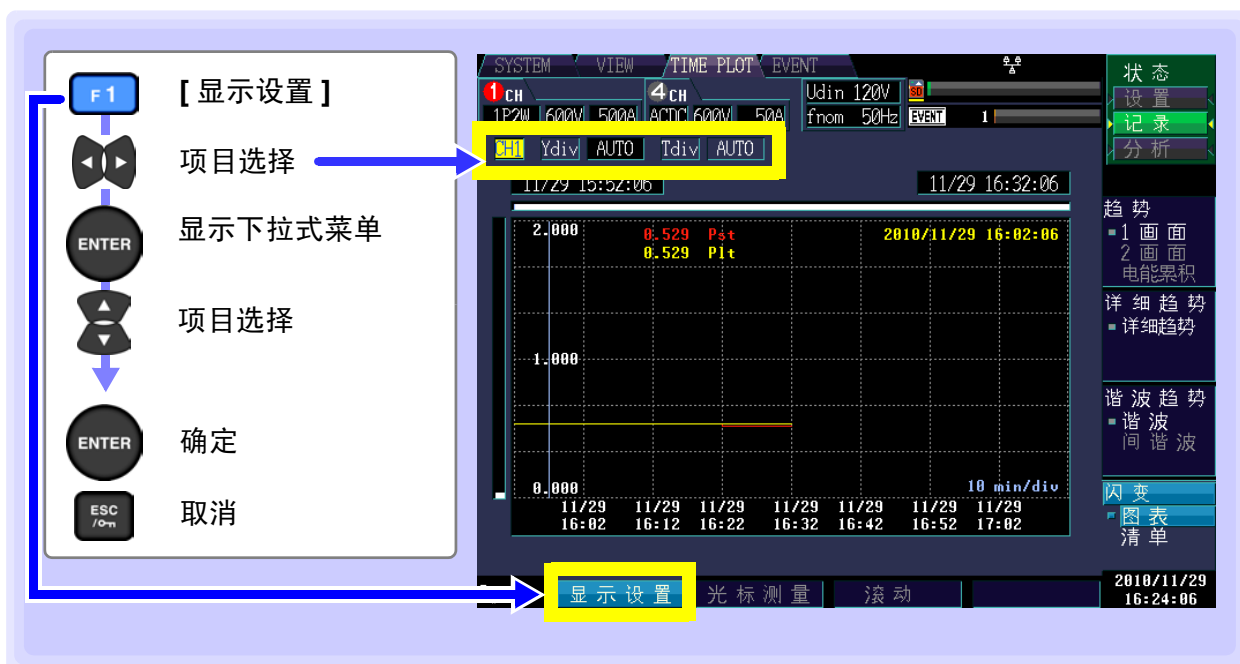 F 1
[ 显示设置 ]
项目选择
ENTER
显示下拉式菜单
项目选择
ENTER
确定
ESC
取消
SYSTEM VIEW TIME PLOT EVENT
1 CH 4 CH Udin 120V SD
1P2W 600V 500A ACDC 600V 50A fnom 50Hz EVENT 1
CH1 Ydiv AUTO Tdiv AUTO
11/29 15:52:06 11/29 16:32:06
2.000 0.529 Pst 2010/11/29 16:02:06
0.529 Plt
1.000
0.000 10 min/div
11/29 11/29 11/29 11/29 11/29 11/29 11/29
16:02 16:12 16:22 16:32 16:42 16:52 17:02
显示设置 光标测量 滚动
状态
设置
记录
分析
趋势
1画面
2画面
电能累积
详细趋势
详细趋势
谐波趋势
谐波
间谐波
闪变
图表
清单
2010/11/29
16:24:06